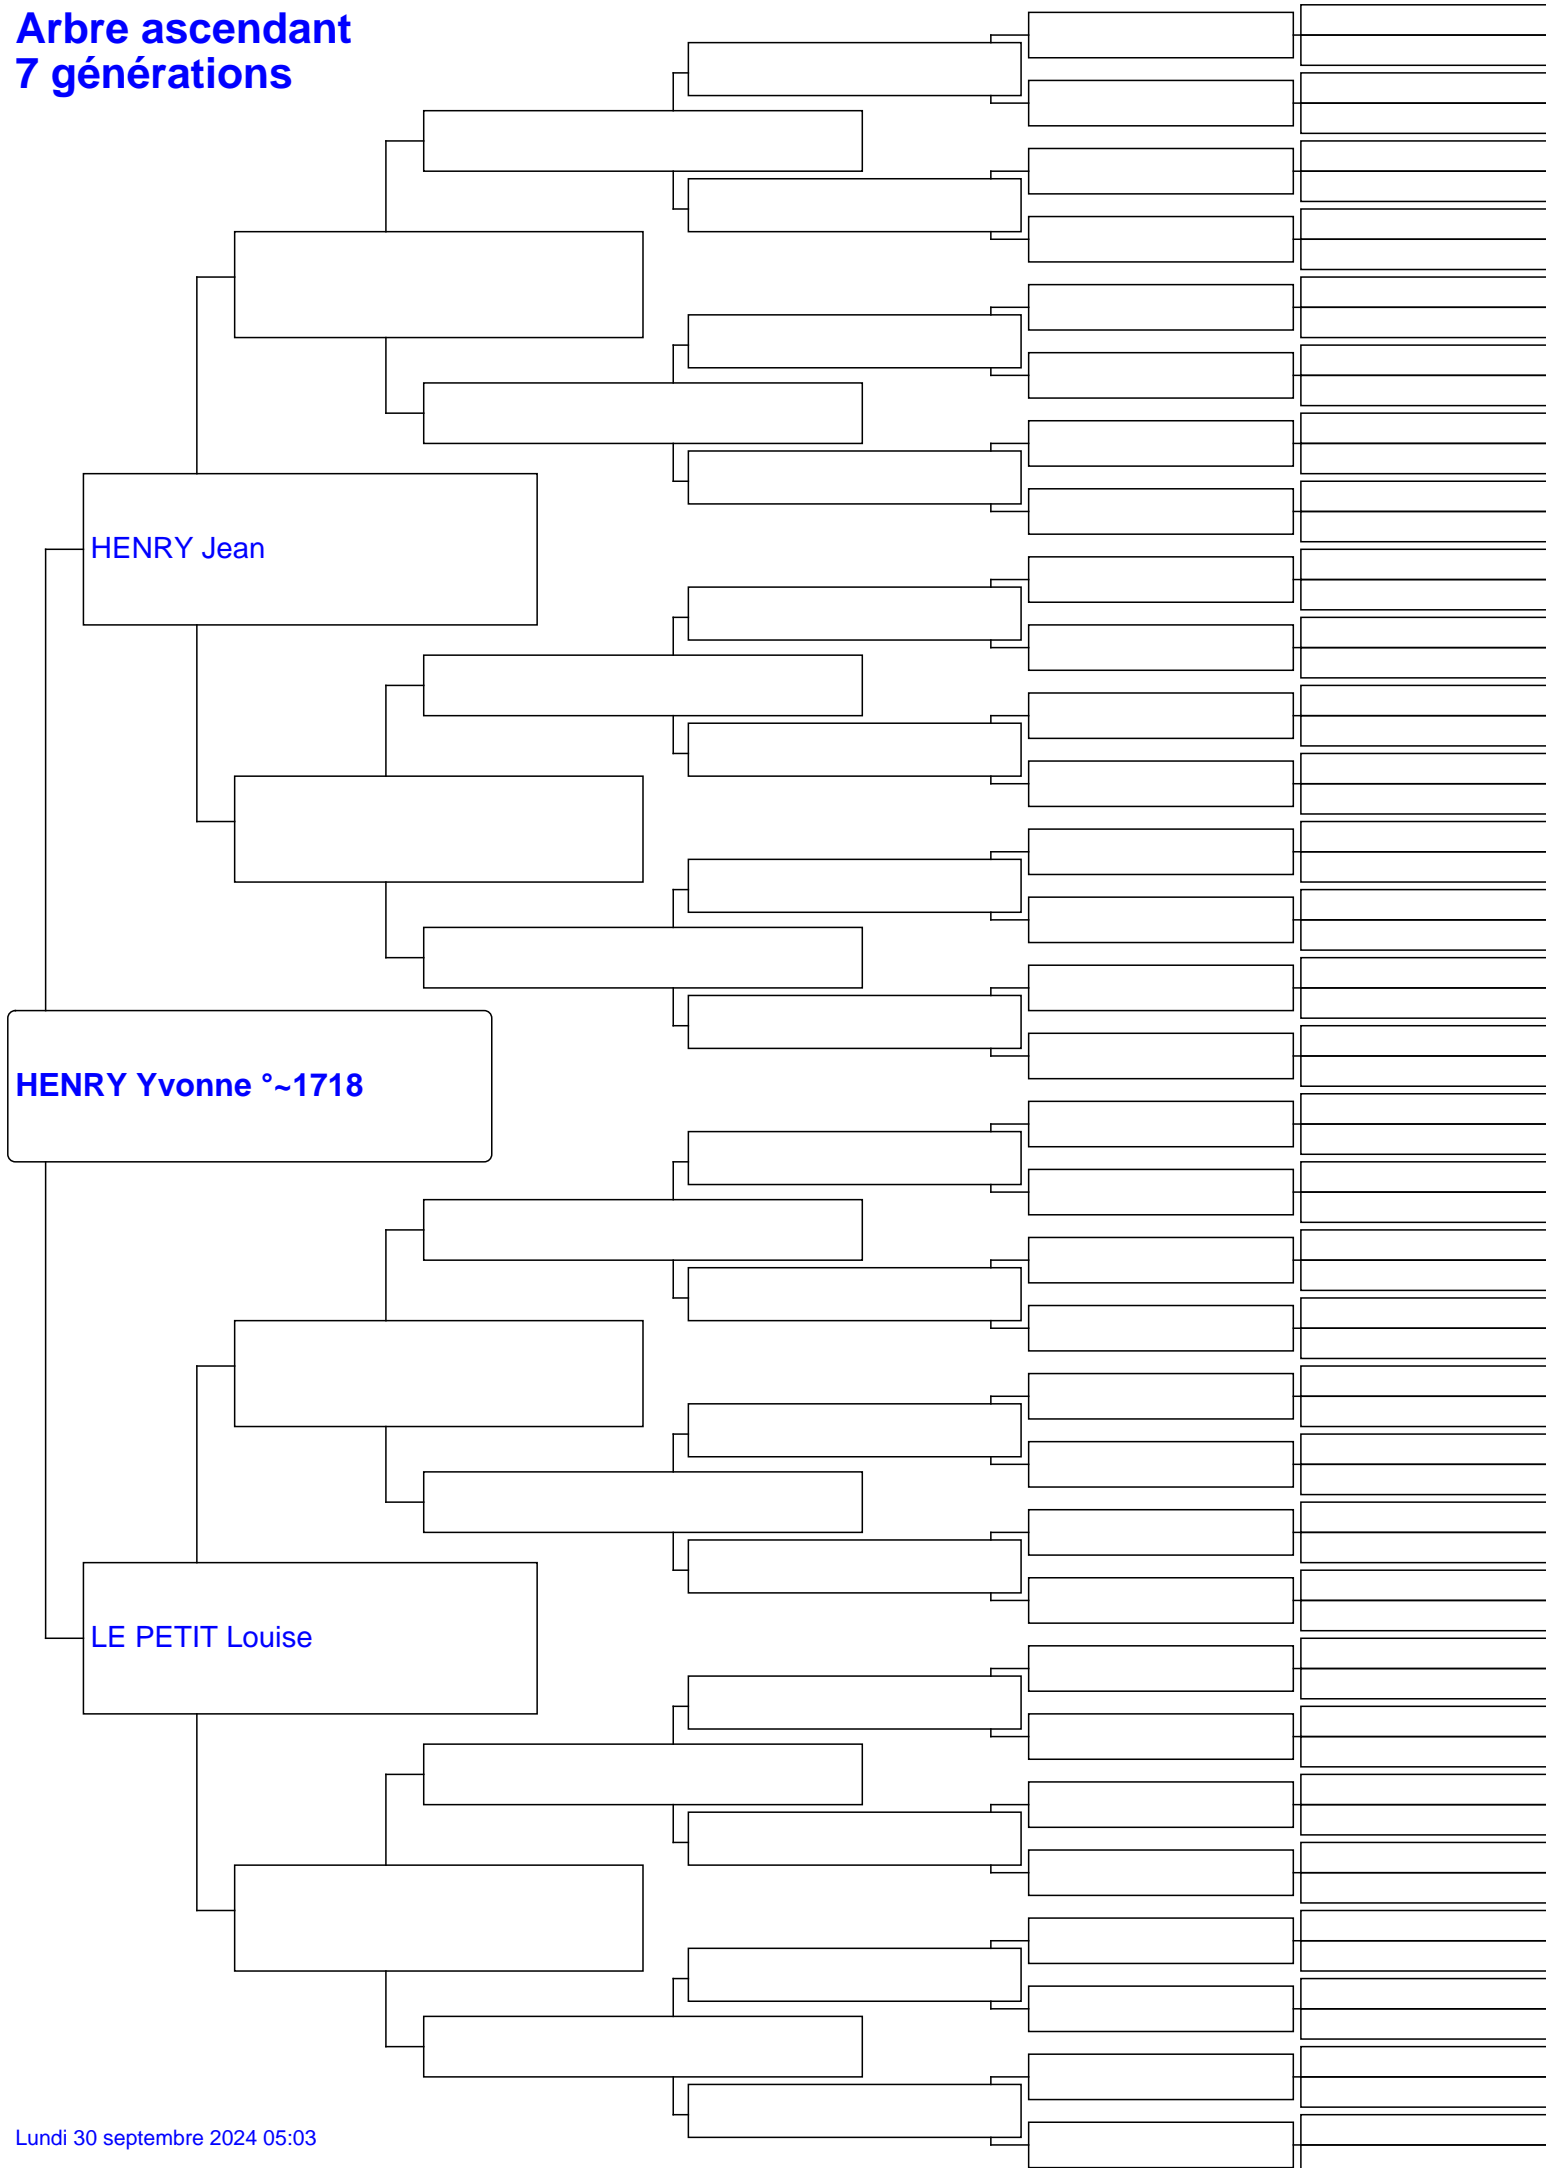 Arbre ascendant
7 générations
HENRY Jean
HENRY Yvonne °~1718
LE PETIT Louise
Lundi 30 septembre 2024 05:03